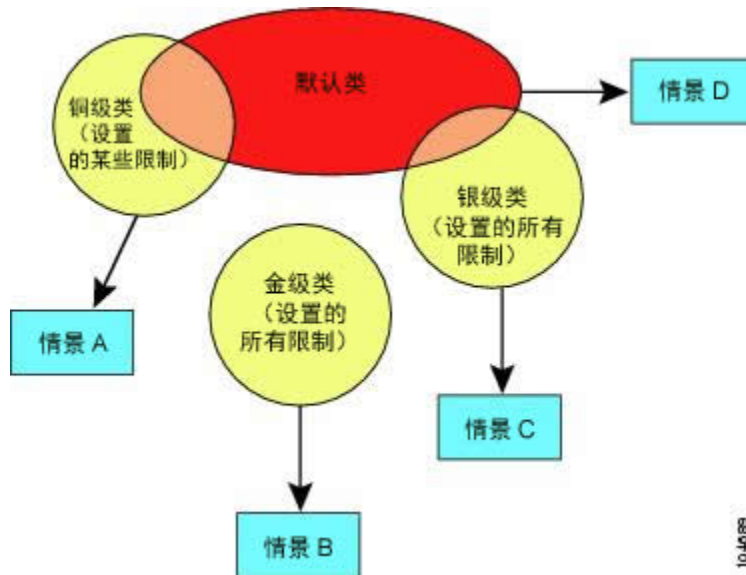 默认类
情景 D
铜级类
（设置
的某些限制）
银级类
（设置的所有
限制）
金级类
（设置的
所有限制）
情景 A
情景 C
情景 B
104689